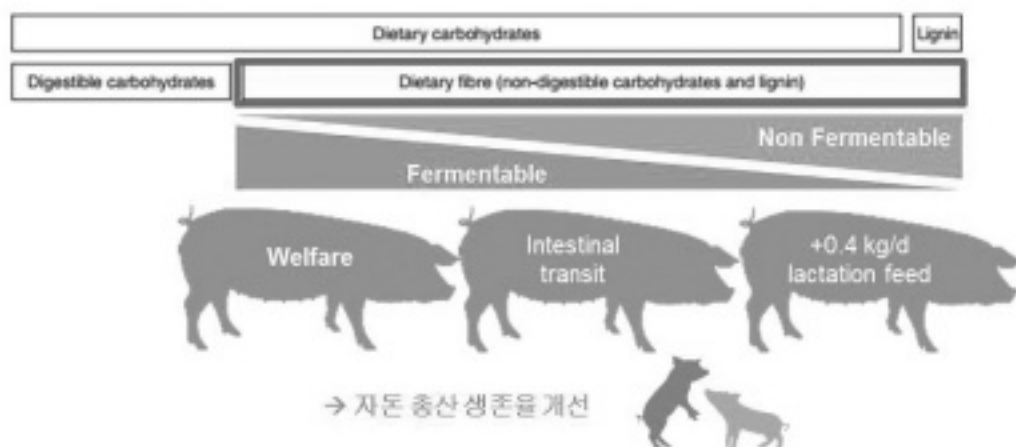 Dietary carbohydrates
Lignin
Digestible carbohydrates
Dietary fibre (non-digestible carbohydrates and lignin)
Non Fermentable
Fermentable
Welfare
Intestinal
transit
+0.4 kg/d
lactation feed
→ 자돈 총산 생존율 개선